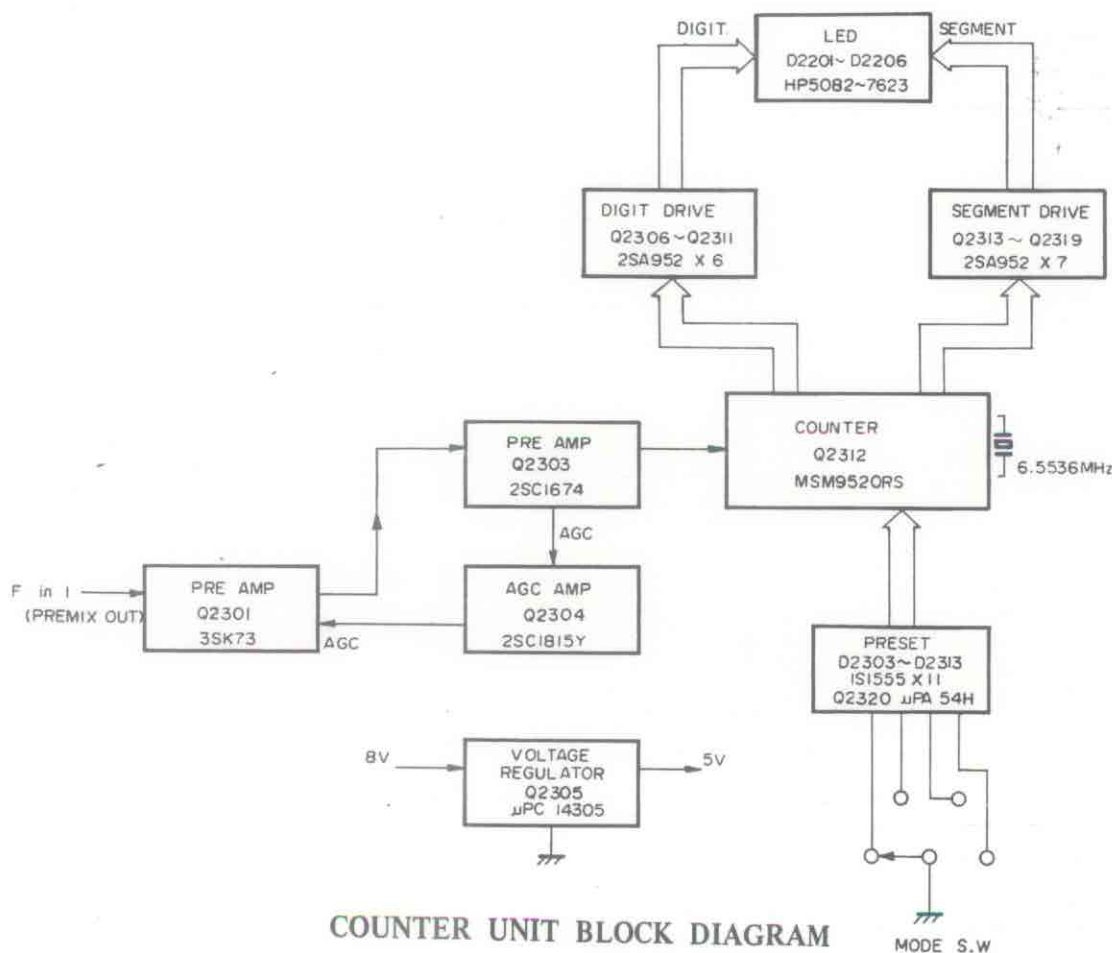 DIGIT
SEGMENT
LED
D2201~D2206
HP5082~7623
DIGIT DRIVE
Q2306~Q2311
2SA952 X 6
SEGMENT DRIVE
Q2313~Q2319
2SA952 X 7
COUNTER
Q2312
MSM9520RS
6.5536MHz
PRE AMP
Q2303
2SC1674
AGC
F in 1
(PREMIX OUT)
PRE AMP
Q2301
3SK73
AGC
AGC AMP
Q2304
2SC1815Y
PRESET
D2303~D2313
1S1555 X 11
Q2320 μPA 54H
8V
VOLTAGE
REGULATOR
Q2305
μPC 14305
5V
COUNTER UNIT BLOCK DIAGRAM
MODE S.W